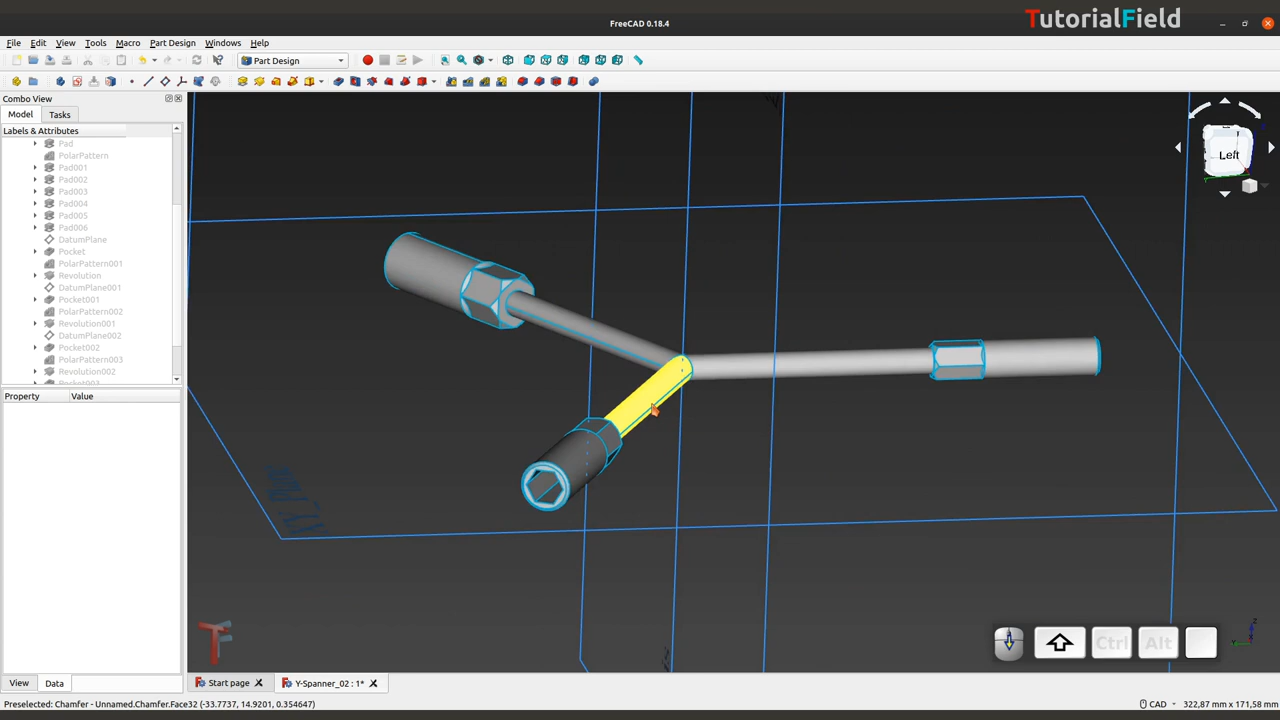 FreeCAD 0.18.4
TutorialField
File Edit View Tools Macro Part Design Windows Help
Part Design
Combo View
Model Tasks
Labels & Attributes
Pad
PolarPattern
Pad001
Pad002
Pad003
Pad004
Pad005
Pad006
DatumPlane
Pocket
PolarPattern001
Revolution
DatumPlane001
Pocket001
PolarPattern002
Revolution001
DatumPlane002
Pocket002
PolarPattern003
Revolution002
Pocket003
Property Value
Left
Ctrl Alt
View Data
Start page Y-Spanner_02 : 1*
Preselected: Chamfer - Unnamed.Chamfer.Face32 (-33.7737, 14.9201, 0.354647) CAD 322,87 mm x 171,58 mm